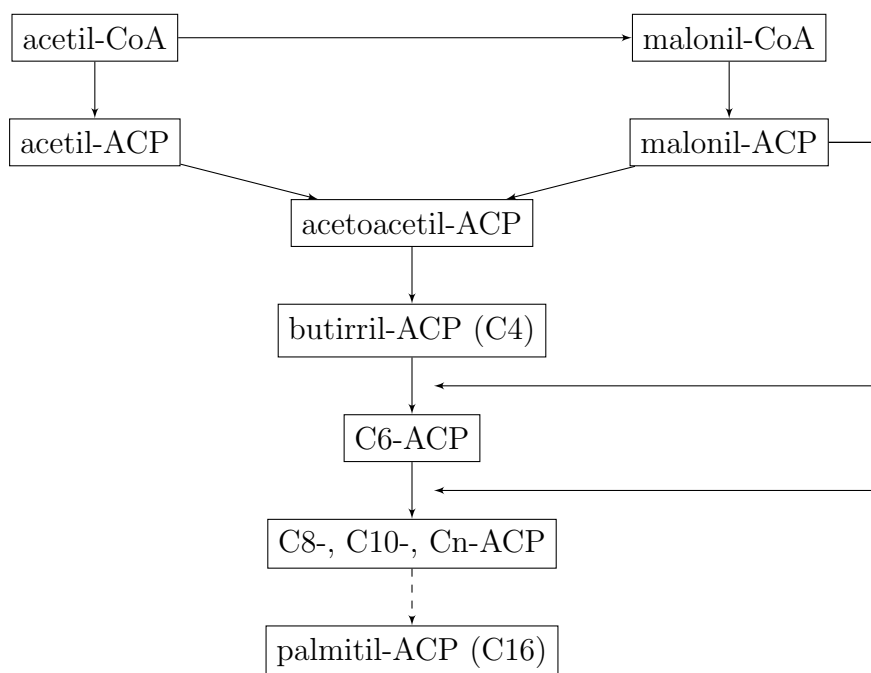 acetil-CoA
malonil-CoA
acetil-ACP
malonil-ACP
acetoacetil-ACP
butirril-ACP (C4)
C6-ACP
C8-, C10-, Cn-ACP
palmitil-ACP (C16)